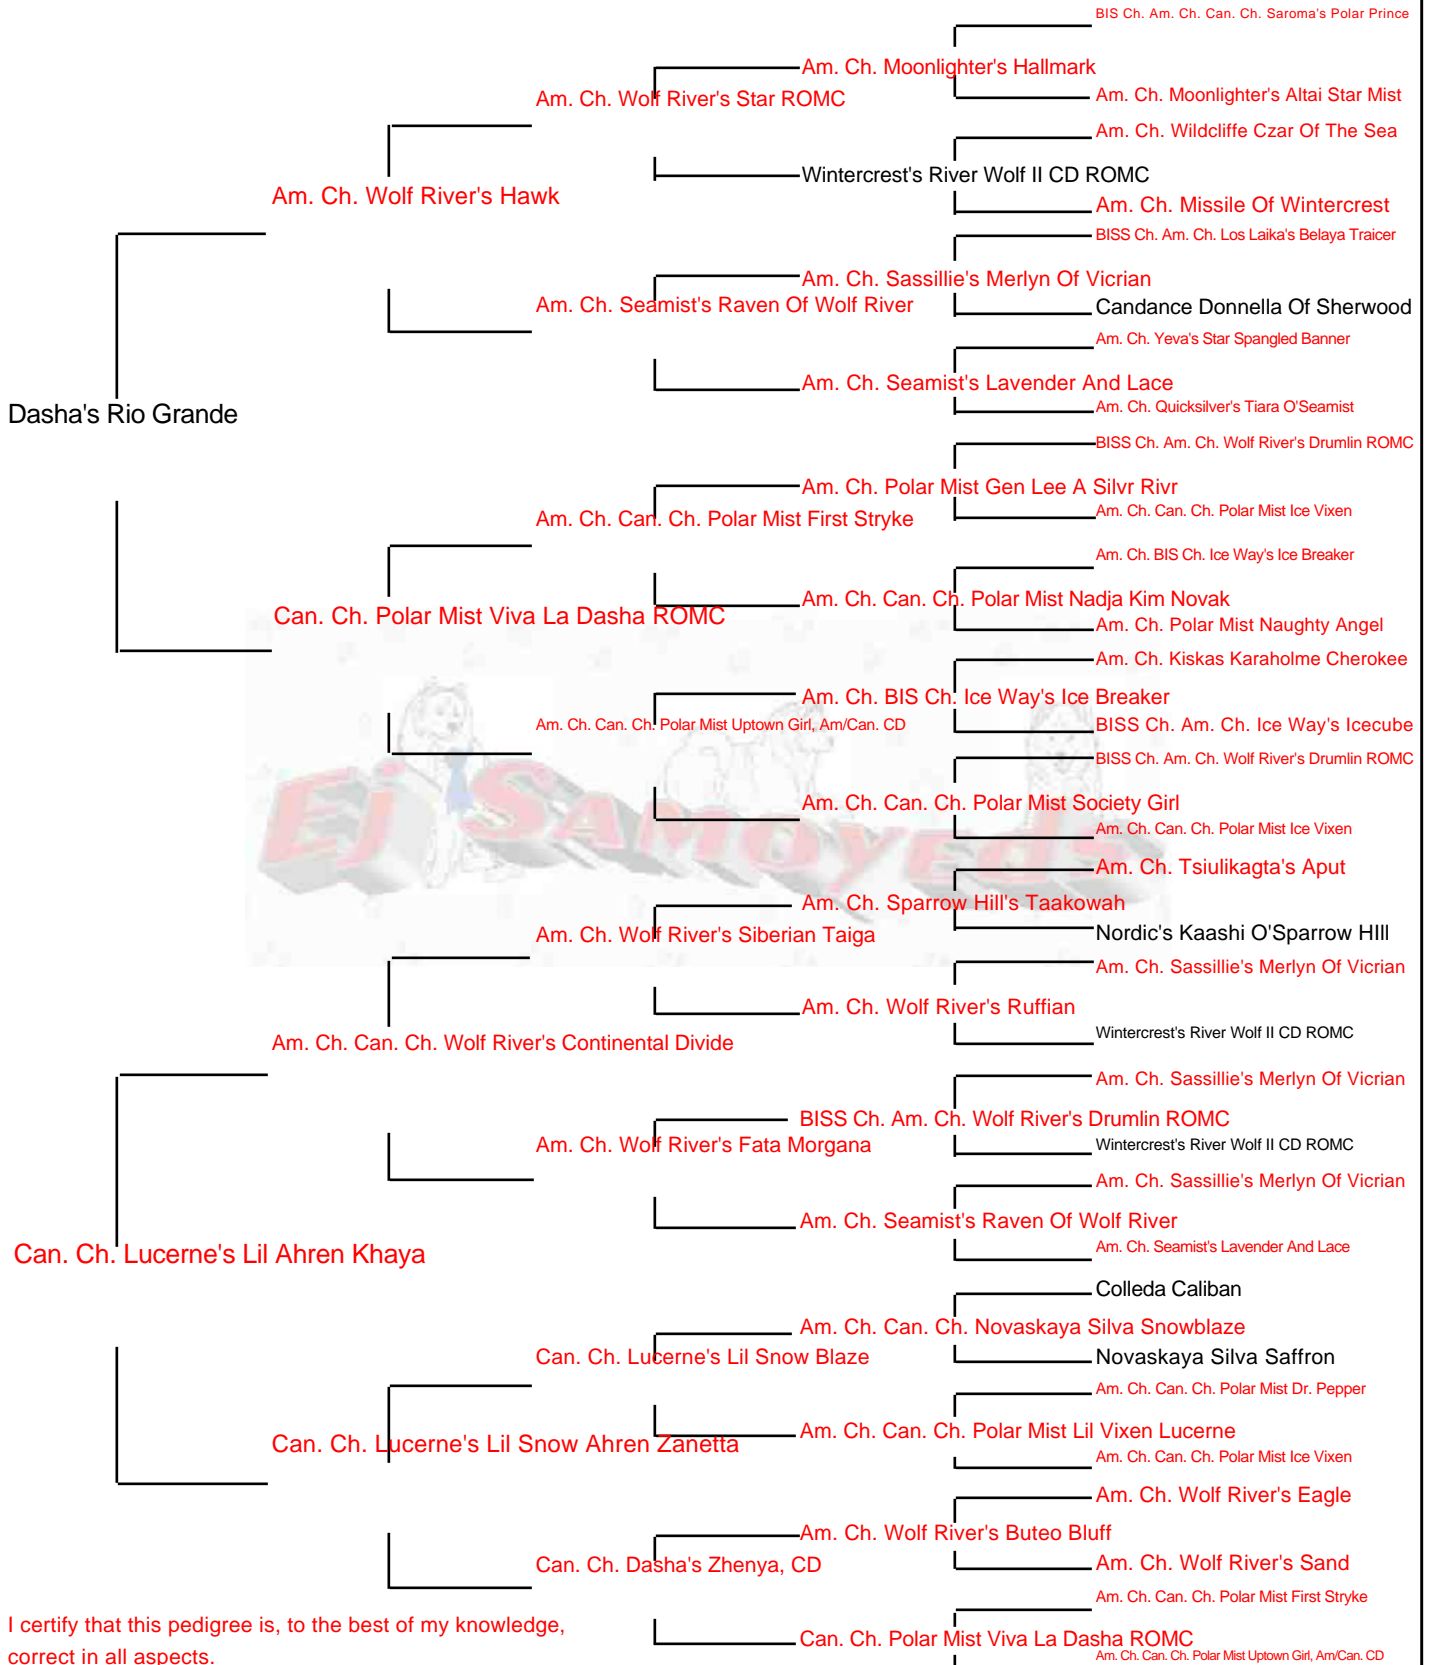 BIS Ch. Am. Ch. Can. Ch. Saroma's Polar Prince
Am. Ch. Moonlighter's Hallmark
Am. Ch. Wolf River's Star ROMC
Am. Ch. Moonlighter's Altai Star Mist
Am. Ch. Wildcliffe Czar Of The Sea
Wintercrest's River Wolf II CD ROMC
Am. Ch. Wolf River's Hawk
Am. Ch. Missile Of Wintercrest
BISS Ch. Am. Ch. Los Laika's Belaya Traicer
Am. Ch. Sassillie's Merlyn Of Vicrian
Am. Ch. Seamist's Raven Of Wolf River
Candance Donnella Of Sherwood
Am. Ch. Yeva's Star Spangled Banner
Am. Ch. Seamist's Lavender And Lace
Am. Ch. Quicksilver's Tiara O'Seamist
Dasha's Rio Grande
BISS Ch. Am. Ch. Wolf River's Drumlin ROMC
Am. Ch. Polar Mist Gen Lee A Silvr Rivr
Am. Ch. Can. Ch. Polar Mist First Stryke
Am. Ch. Can. Ch. Polar Mist Ice Vixen
Am. Ch. BIS Ch. Ice Way's Ice Breaker
Am. Ch. Can. Ch. Polar Mist Nadja Kim Novak
Can. Ch. Polar Mist Viva La Dasha ROMC
Am. Ch. Polar Mist Naughty Angel
Am. Ch. Kiskas Karaholme Cherokee
Am. Ch. BIS Ch. Ice Way's Ice Breaker
Am. Ch. Can. Ch. Polar Mist Uptown Girl, Am/Can. CD
BISS Ch. Am. Ch. Ice Way's Icecube
BISS Ch. Am. Ch. Wolf River's Drumlin ROMC
Am. Ch. Can. Ch. Polar Mist Society Girl
Am. Ch. Can. Ch. Polar Mist Ice Vixen
Ej SAMOYEDS
Am. Ch. Tsiulikagta's Aput
Am. Ch. Sparrow Hill's Taakowah
Am. Ch. Wolf River's Siberian Taiga
Nordic's Kaashi O'Sparrow HIll
Am. Ch. Sassillie's Merlyn Of Vicrian
Am. Ch. Wolf River's Ruffian
Wintercrest's River Wolf II CD ROMC
Am. Ch. Can. Ch. Wolf River's Continental Divide
Am. Ch. Sassillie's Merlyn Of Vicrian
BISS Ch. Am. Ch. Wolf River's Drumlin ROMC
Am. Ch. Wolf River's Fata Morgana
Wintercrest's River Wolf II CD ROMC
Am. Ch. Sassillie's Merlyn Of Vicrian
Am. Ch. Seamist's Raven Of Wolf River
Am. Ch. Seamist's Lavender And Lace
Can. Ch. Lucerne's Lil Ahren Khaya
Colleda Caliban
Am. Ch. Can. Ch. Novaskaya Silva Snowblaze
Can. Ch. Lucerne's Lil Snow Blaze
Novaskaya Silva Saffron
Am. Ch. Can. Ch. Polar Mist Dr. Pepper
Am. Ch. Can. Ch. Polar Mist Lil Vixen Lucerne
Can. Ch. Lucerne's Lil Snow Ahren Zanetta
Am. Ch. Can. Ch. Polar Mist Ice Vixen
Am. Ch. Wolf River's Eagle
Am. Ch. Wolf River's Buteo Bluff
Can. Ch. Dasha's Zhenya, CD
Am. Ch. Wolf River's Sand
Am. Ch. Can. Ch. Polar Mist First Stryke
Can. Ch. Polar Mist Viva La Dasha ROMC
Am. Ch. Can. Ch. Polar Mist Uptown Girl, Am/Can. CD
I certify that this pedigree is, to the best of my knowledge,
correct in all aspects.